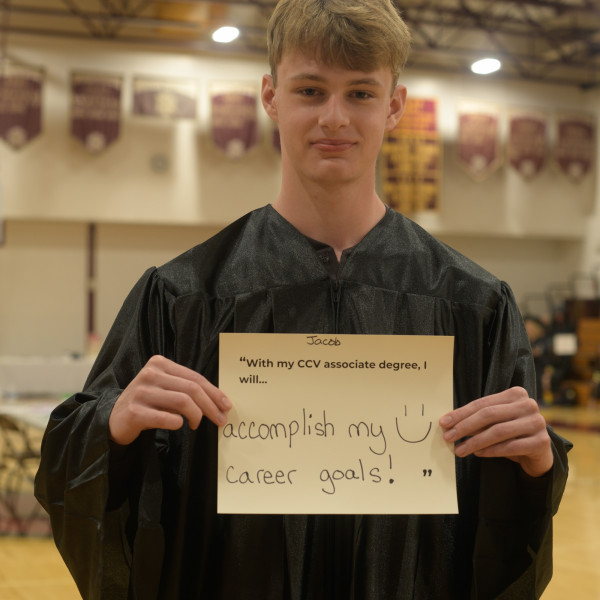 Jacob
“With my CCV associate degree, I
will...
accomplish my
career goals! ”